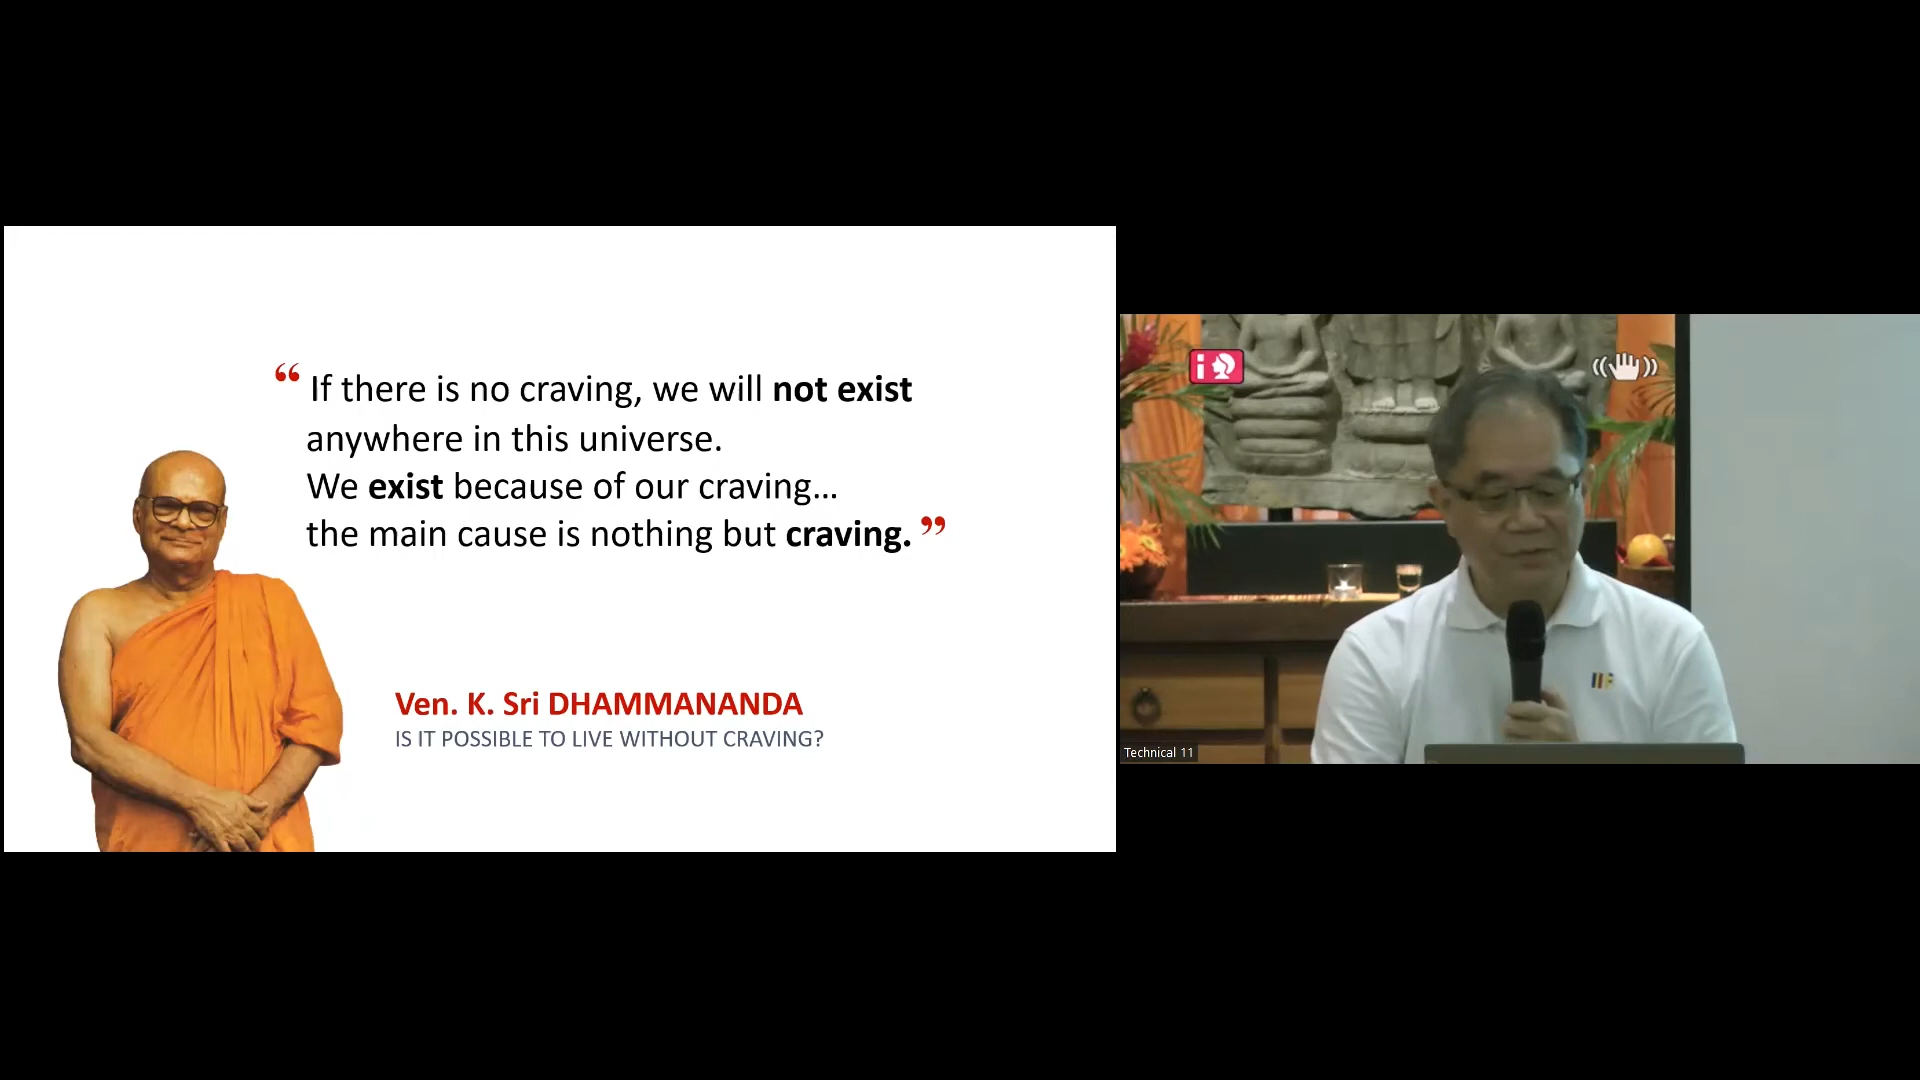 “ If there is no craving, we will not exist
anywhere in this universe.
We exist because of our craving...
the main cause is nothing but craving. ”
Ven. K. Sri DHAMMANANDA
IS IT POSSIBLE TO LIVE WITHOUT CRAVING?
Technical 11